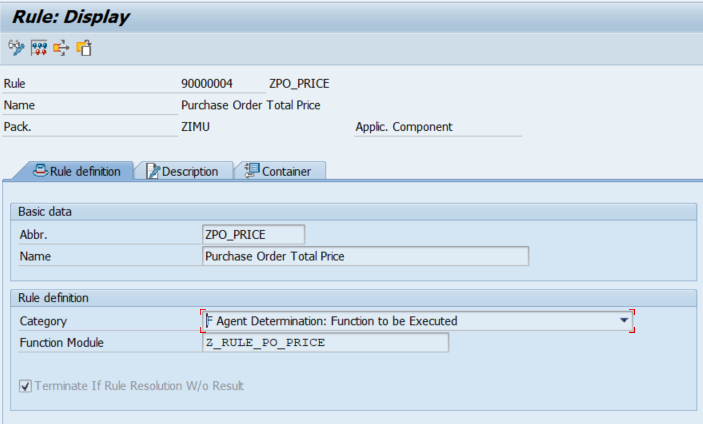 Rule: Display
Rule 90000004 ZPO_PRICE
Name Purchase Order Total Price
Pack. ZIMU Applic. Component
Rule definition Description Container
Basic data
Abbr. ZPO_PRICE
Name Purchase Order Total Price
Rule definition
Category F Agent Determination: Function to be Executed
Function Module Z_RULE_PO_PRICE
Terminate If Rule Resolution W/o Result